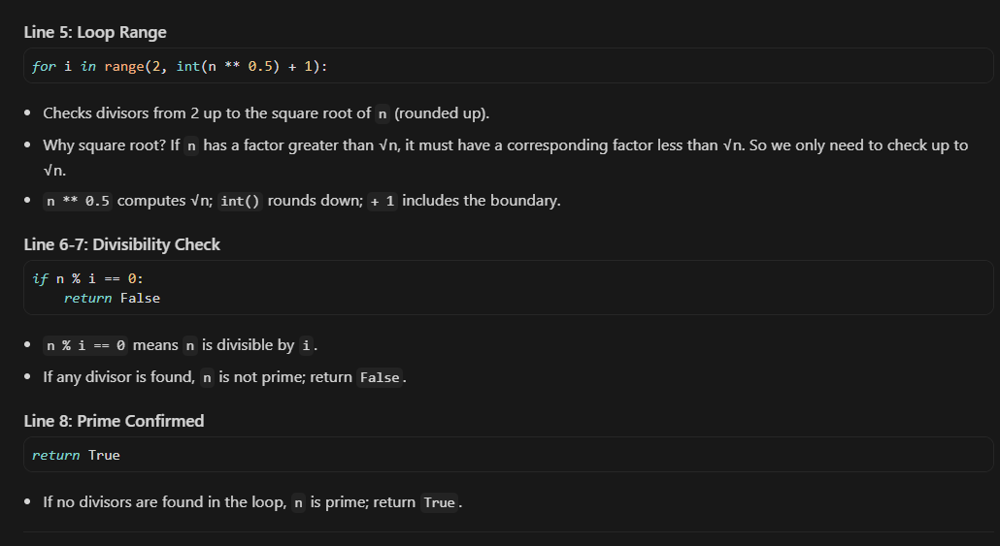 Line 5: Loop Range
for i in range(2, int(n ** 0.5) + 1):
• Checks divisors from 2 up to the square root of n (rounded up).
• Why square root? If n has a factor greater than √n, it must have a corresponding factor less than √n. So we only need to check up to
√n.
• n ** 0.5 computes √n; int() rounds down; + 1 includes the boundary.
Line 6-7: Divisibility Check
if n % i == 0:
    return False
• n % i == 0 means n is divisible by i.
• If any divisor is found, n is not prime; return False.
Line 8: Prime Confirmed
return True
• If no divisors are found in the loop, n is prime; return True.